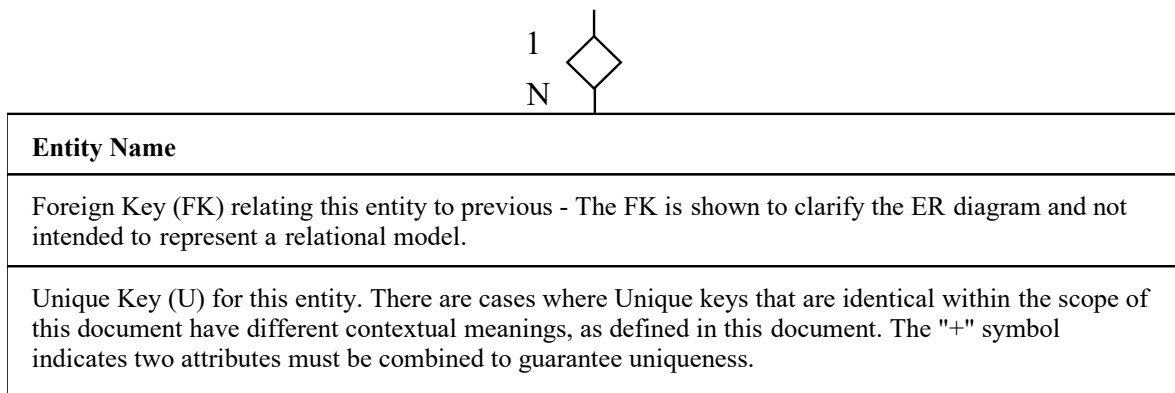 1
N
Entity Name
Foreign Key (FK) relating this entity to previous - The FK is shown to clarify the ER diagram and not
intended to represent a relational model.
Unique Key (U) for this entity. There are cases where Unique keys that are identical within the scope of
this document have different contextual meanings, as defined in this document. The "+" symbol
indicates two attributes must be combined to guarantee uniqueness.